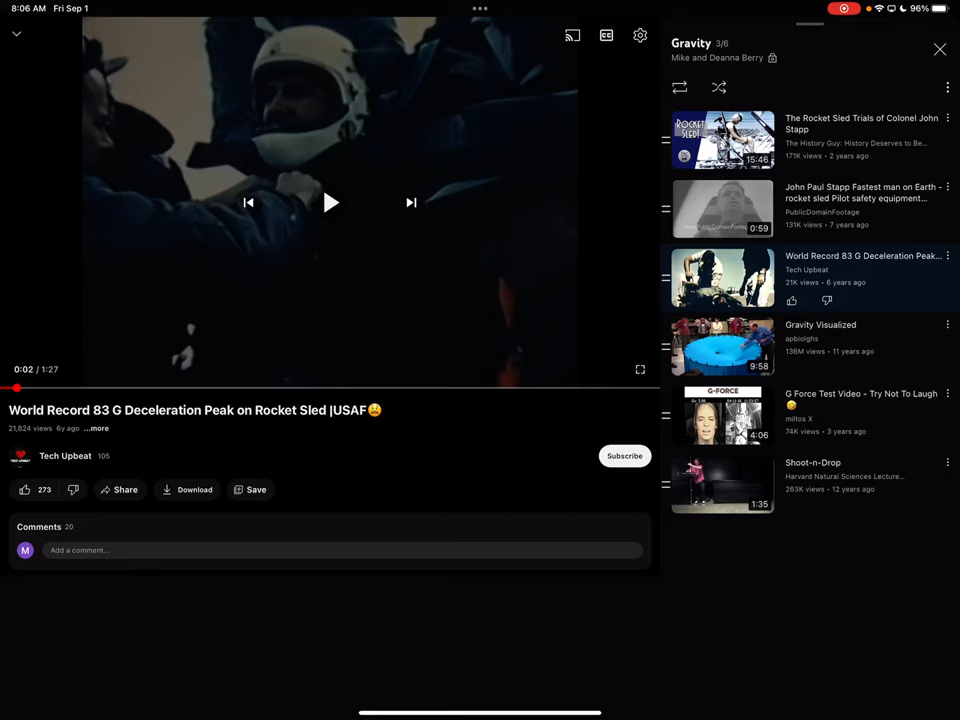 8:06 AM Fri Sep 1
96%
CC
0:02 / 1:27
World Record 83 G Deceleration Peak on Rocket Sled |USAF😫
21,824 views 6y ago ...more
Tech Upbeat 105
Subscribe
273
Share
Download
Save
Comments 20
M
Add a comment...
Gravity 3/6
Mike and Deanna Berry
ROCKET
SLED!
15:46
The Rocket Sled Trials of Colonel John
Stapp
The History Guy: History Deserves to Be...
171K views • 2 years ago
0:59
John Paul Stapp Fastest man on Earth -
rocket sled Pilot safety equipment...
PublicDomainFootage
131K views • 7 years ago
World Record 83 G Deceleration Peak...
Tech Upbeat
21K views • 6 years ago
9:58
Gravity Visualized
apbiolghs
136M views • 11 years ago
G-FORCE
4:06
G Force Test Video - Try Not To Laugh
🤣
miitos X
74K views • 3 years ago
1:35
Shoot-n-Drop
Harvard Natural Sciences Lecture...
263K views • 12 years ago